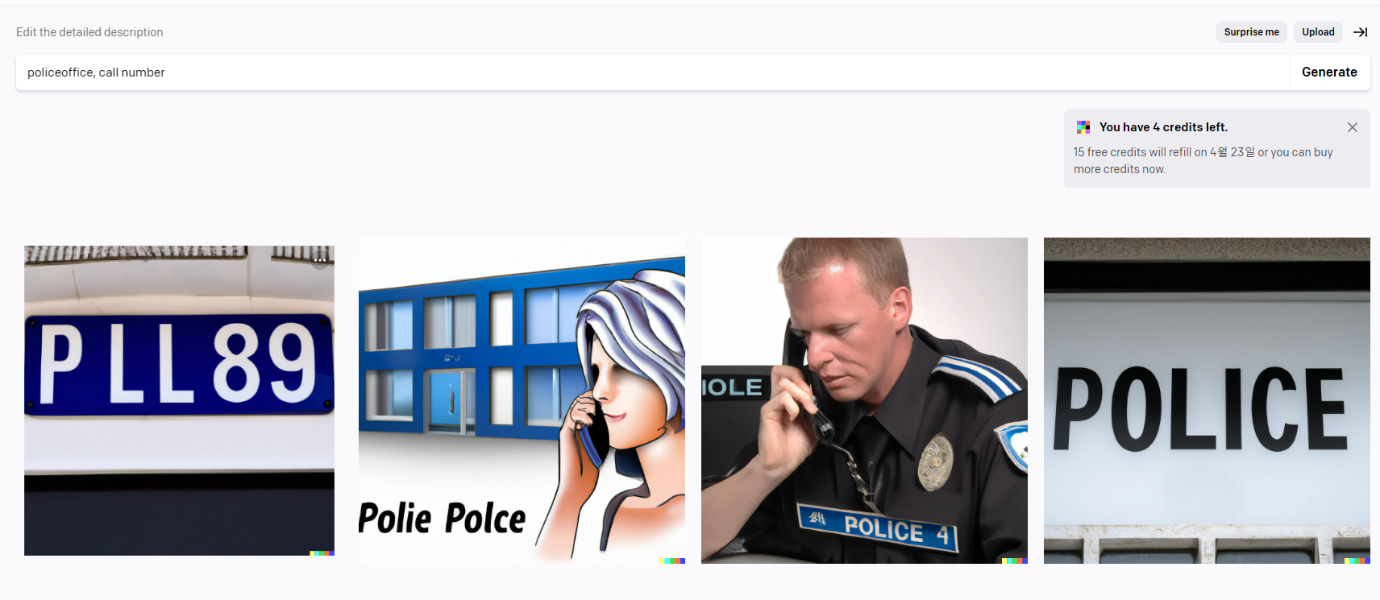 Edit the detailed description
Surprise me
Upload
policeoffice, call number
Generate
You have 4 credits left.
15 free credits will refill on 4월 23일 or you can buy
more credits now.
PLL89
Polie Polce
IOLE
POLICE 4
POLICE